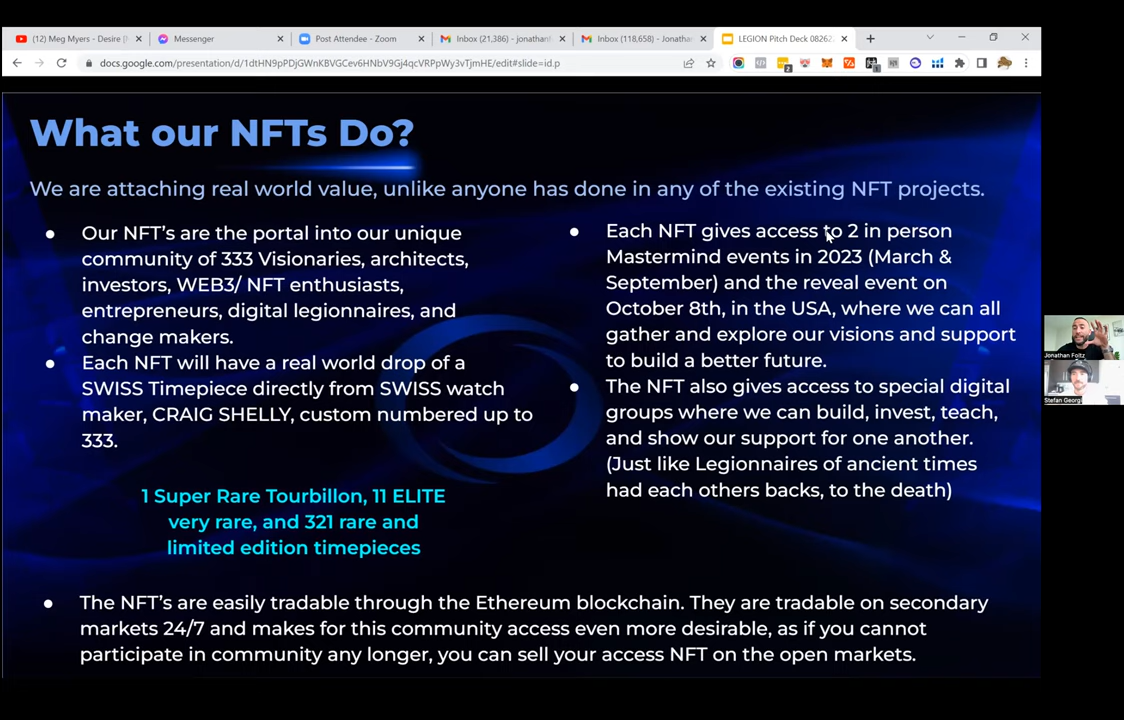 (12) Meg Myers - Desire (
Messenger
Post Attendee - Zoom
Inbox (21,386) - jonathanf
Inbox (118,658) - Jonathan
LEGION Pitch Deck 08262
docs.google.com/presentation/d/1dtHN9pPDjGWnKBVGCev6HNbV9Gj4qcVRPpWy3vTjmHE/edit#slide=id.p
What our NFTs Do?
We are attaching real world value, unlike anyone has done in any of the existing NFT projects.
● Our NFT's are the portal into our unique
community of 333 Visionaries, architects,
investors, WEB3/ NFT enthusiasts,
entrepreneurs, digital legionnaires, and
change makers.
● Each NFT will have a real world drop of a
SWISS Timepiece directly from SWISS watch
maker, CRAIG SHELLY, custom numbered up to
333.
1 Super Rare Tourbillon, 11 ELITE
very rare, and 321 rare and
limited edition timepieces
● Each NFT gives access to 2 in person
Mastermind events in 2023 (March &
September) and the reveal event on
October 8th, in the USA, where we can all
gather and explore our visions and support
to build a better future.
● The NFT also gives access to special digital
groups where we can build, invest, teach,
and show our support for one another.
(Just like Legionnaires of ancient times
had each others backs, to the death)
● The NFT's are easily tradable through the Ethereum blockchain. They are tradable on secondary
markets 24/7 and makes for this community access even more desirable, as if you cannot
participate in community any longer, you can sell your access NFT on the open markets.
Jonathan Foltz
Stefan Georgi